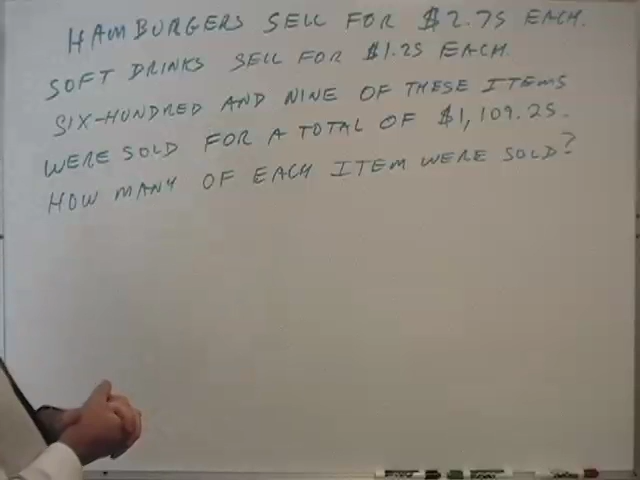 HAMBURGERS SELL FOR $2.75 EACH.
SOFT DRINKS SELL FOR $1.25 EACH.
SIX-HUNDRED AND NINE OF THESE ITEMS
WERE SOLD FOR A TOTAL OF $1,109.25.
HOW MANY OF EACH ITEM WERE SOLD?